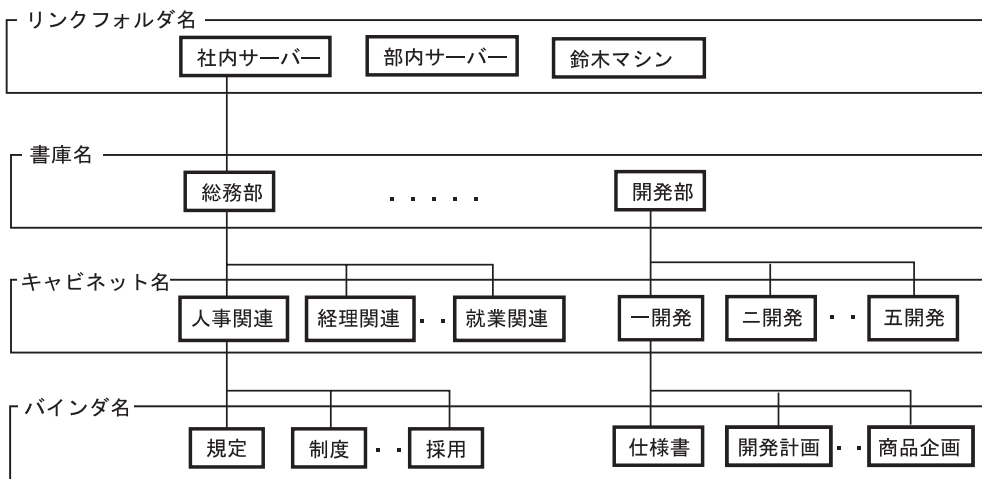 リンクフォルダ名
社内サーバー 部内サーバー 鈴木マシン
書庫名
総務部 ・・・・・ 開発部
キャビネット名
人事関連 経理関連 ・・ 就業関連 一開発 二開発 ・・ 五開発
バインダ名
規定 制度 ・・ 採用 仕様書 開発計画 ・・ 商品企画